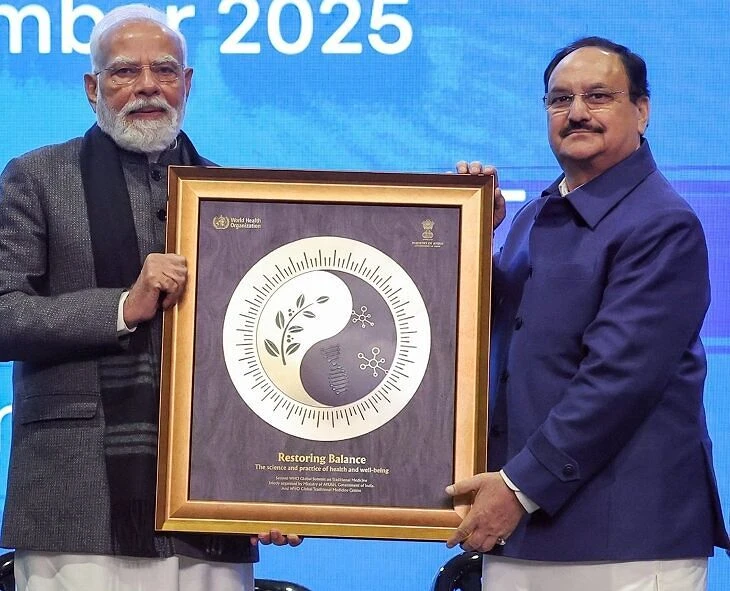 mber 2025
World Health
Organization
MINISTRY OF AYUSH
Restoring Balance
The science and practice of health and well-being
Second WHO Global Summit on Traditional Medicine
Jointly organized by Ministry of AYUSH, Government of India,
And WHO Global Traditional Medicine Centre